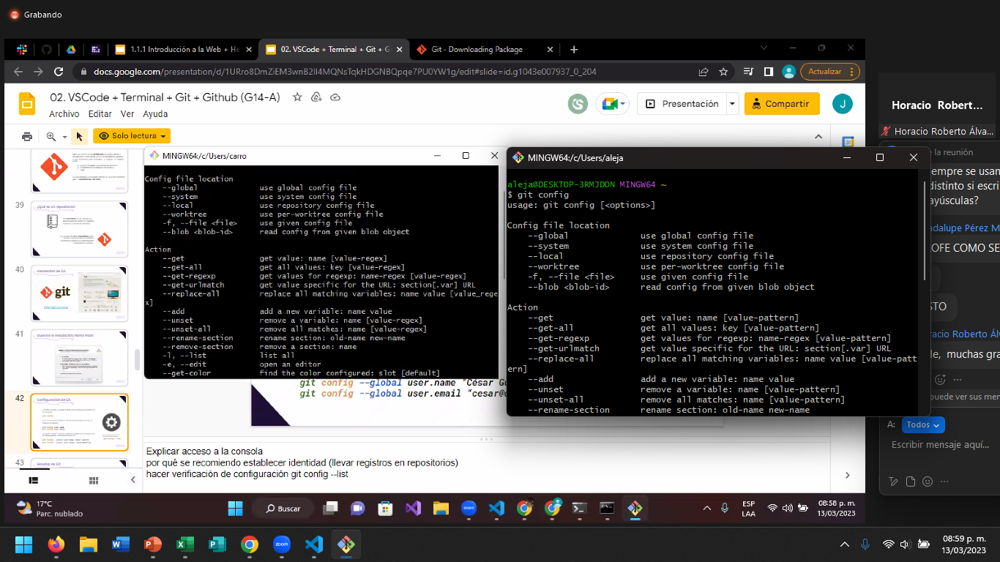 Grabando
1.1.1 Introducción a la Web + He
02. VSCode + Terminal + Git + G
Git - Downloading Package
docs.google.com/presentation/d/1URro8DmZiEM3wnB2Il4MQNsTqkHDGNBQpqe7PU0YW1g/edit#slide=id.g1043e007937_0_204
Actualizar
02. VSCode + Terminal + Git + Github (G14-A)
Archivo Editar Ver Ayuda
Presentación
Compartir
J
Solo lectura
39
¿Qué es un repositorio?
40
Instalación de Git
git
41
Durante la instalación: Rama main
42
Configuración de Git
43
Estados de Git
MINGW64:/c/Users/carro
Config file location
--global use global config file
--system use system config file
--local use repository config file
--worktree use per-worktree config file
-f, --file <file> use given config file
--blob <blob-id> read config from given blob object
Action
--get get value: name [value-regex]
--get-all get all values: key [value-regex]
--get-regexp get values for regexp: name-regex [value-regex]
--get-urlmatch get value specific for the URL: section[.var] URL
--replace-all replace all matching variables: name value [value_rege
x]
--add add a new variable: name value
--unset remove a variable: name [value-regex]
--unset-all remove all matches: name [value-regex]
--rename-section rename section: old-name new-name
--remove-section remove a section: name
-l, --list list all
-e, --edit open an editor
--get-color find the color configured: slot [default]
git config --global user.name "César Gu
git config --global user.email "cesar@
MINGW64:/c/Users/aleja
aleja@DESKTOP-3RMJDON MINGW64 ~
$ git config
usage: git config [<options>]
Config file location
--global use global config file
--system use system config file
--local use repository config file
--worktree use per-worktree config file
-f, --file <file> use given config file
--blob <blob-id> read config from given blob object
Action
--get get value: name [value-pattern]
--get-all get all values: key [value-pattern]
--get-regexp get values for regexp: name-regex [value-pattern]
--get-urlmatch get value specific for the URL: section[.var] URL
--replace-all replace all matching variables: name value [value-patt
ern]
--add add a new variable: name value
--unset remove a variable: name [value-pattern]
--unset-all remove all matches: name [value-pattern]
--rename-section rename section: old-name new-name
Explicar acceso a la consola
por qué se recomiendo establecer identidad (llevar registros en repositorios)
hacer verificación de configuración git config --list
Horacio Robert...
Horacio Roberto Álva...
la reunión
empre se usan
distinto si escri
ayúsculas?
adalupe Pérez M
OFE COMO SE
STO
racio Roberto Álv
le, muchas gra
puede ver sus men
A: Todos
Escribir mensaje aquí...
17°C
Parc. nublado
Buscar
ESP
LAA
08:58 p. m.
13/03/2023
08:59 p. m.
13/03/2023